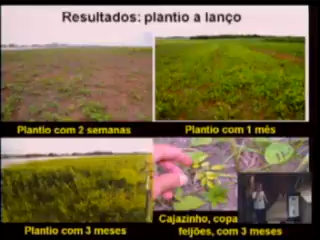 Resultados: plantio a lanço
Plantio com 2 semanas
Plantio com 1 mês
Plantio com 3 meses
Cajazinho, copa
feijões, com 3 meses